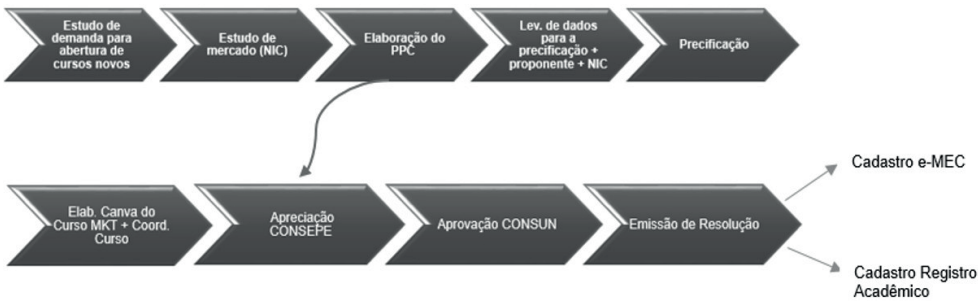 Estudo de
demanda para
abertura de
cursos novos
Estudo de
mercado (NIC)
Elaboração do
PPC
Lev. de dados
para a
precificação +
proponente + NIC
Precificação
Elab. Canva do
Curso MKT + Coord.
Curso
Apreciação
CONSEPE
Aprovação CONSUN
Emissão de Resolução
Cadastro e-MEC
Cadastro Registro
Acadêmico